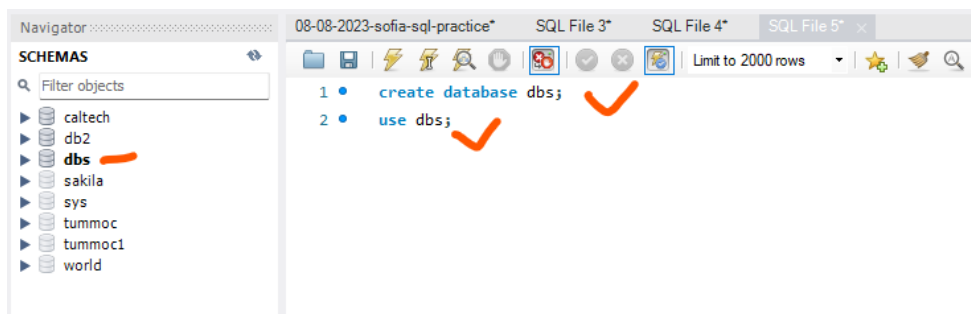 Navigator
SCHEMAS
Filter objects
caltech
db2
dbs
sakila
sys
tummoc
tummoc1
world
08-08-2023-sofia-sql-practice* SQL File 3* SQL File 4* SQL File 5*
Limit to 2000 rows
1 create database dbs;
2 use dbs;